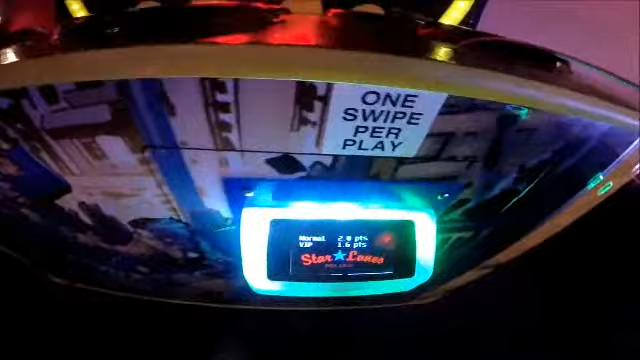 ONE
SWIPE
PER
PLAY
Normal 2.0 pts
VIP 1.6 pts
Star Lanes